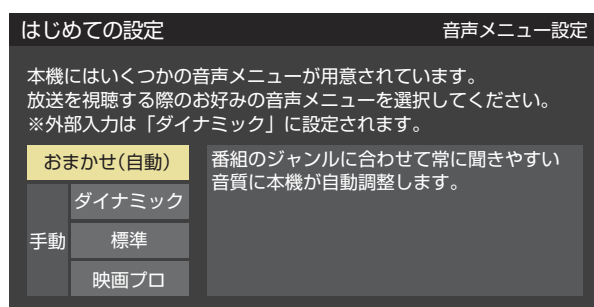 はじめての設定
音声メニュー設定
本機にはいくつかの音声メニューが用意されています。
放送を視聴する際のお好みの音声メニューを選択してください。
※外部入力は「ダイナミック」に設定されます。
おまかせ(自動)
番組のジャンルに合わせて常に聞きやすい
音質に本機が自動調整します。
手動
ダイナミック
標準
映画プロ